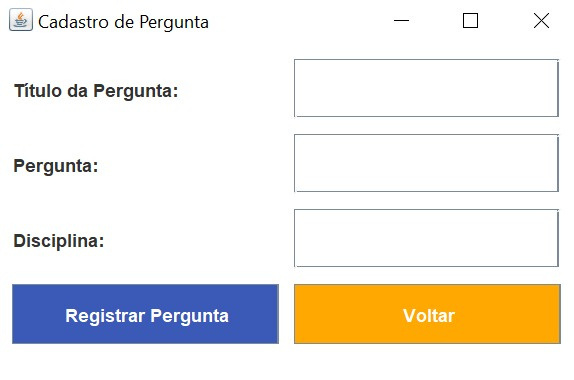 Cadastro de Pergunta
Título da Pergunta:
Pergunta:
Disciplina:
Registrar Pergunta
Voltar